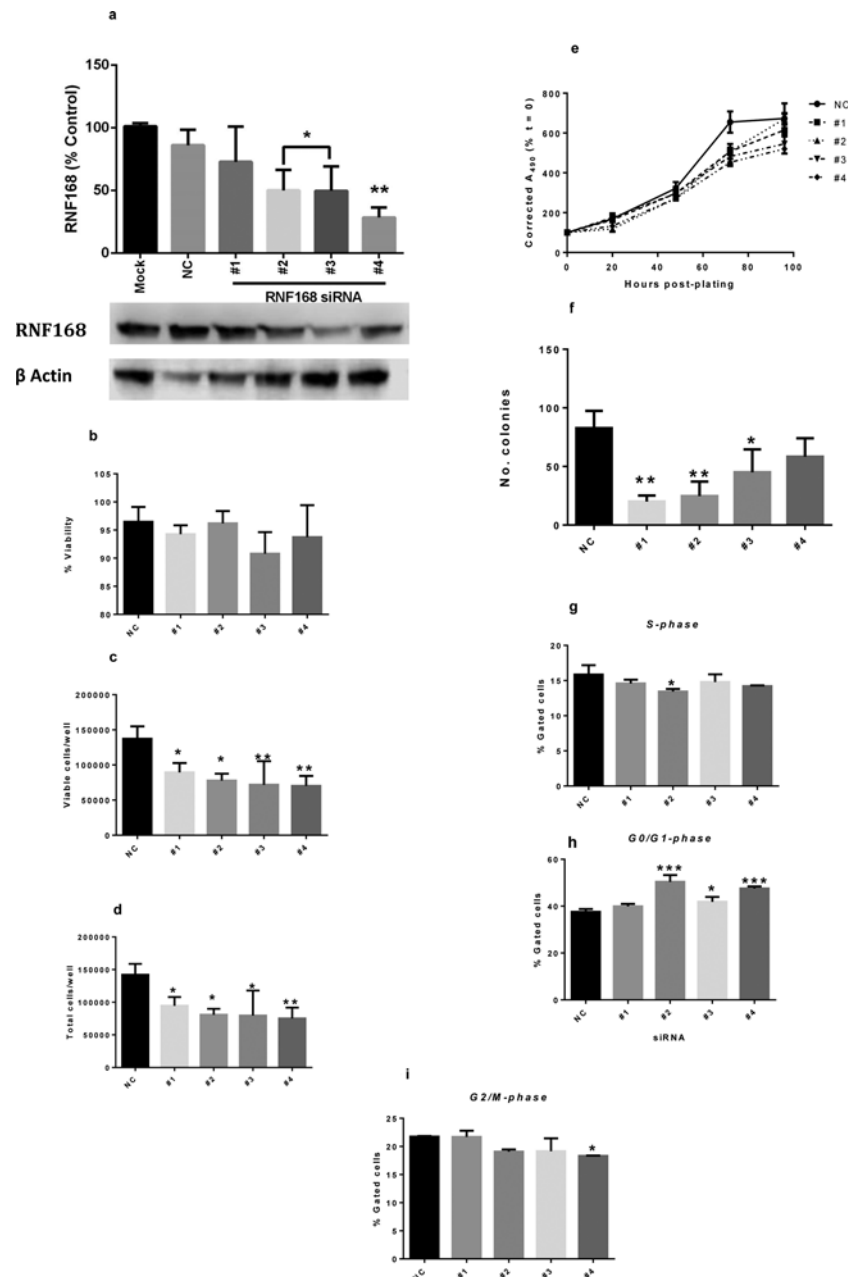 a
150
100
50
0
RNF168 (% Control)
*
**
Mock
NC
#1
#2
#3
#4
RNF168 siRNA
RNF168
β Actin
b
105
100
95
90
85
80
% Viability
NC
#1
#2
#3
#4
c
200000
150000
100000
50000
0
Viable cells/well
*
*
**
**
NC
#1
#2
#3
#4
d
200000
150000
100000
50000
0
Total cells/well
*
*
*
**
NC
#1
#2
#3
#4
e
800
600
400
200
0
Corrected A490 (% t = 0)
0
20
40
60
80
100
Hours post-plating
NC
#1
#2
#3
#4
f
150
100
50
0
No. colonies
**
**
*
NC
#1
#2
#3
#4
g
S-phase
20
15
10
5
0
% Gated cells
*
NC
#1
#2
#3
#4
h
G0/G1-phase
60
40
20
0
% Gated cells
***
*
***
NC
#1
#2
#3
#4
siRNA
i
G2/M-phase
25
20
15
10
5
0
% Gated cells
*
NC
#1
#2
#3
#4